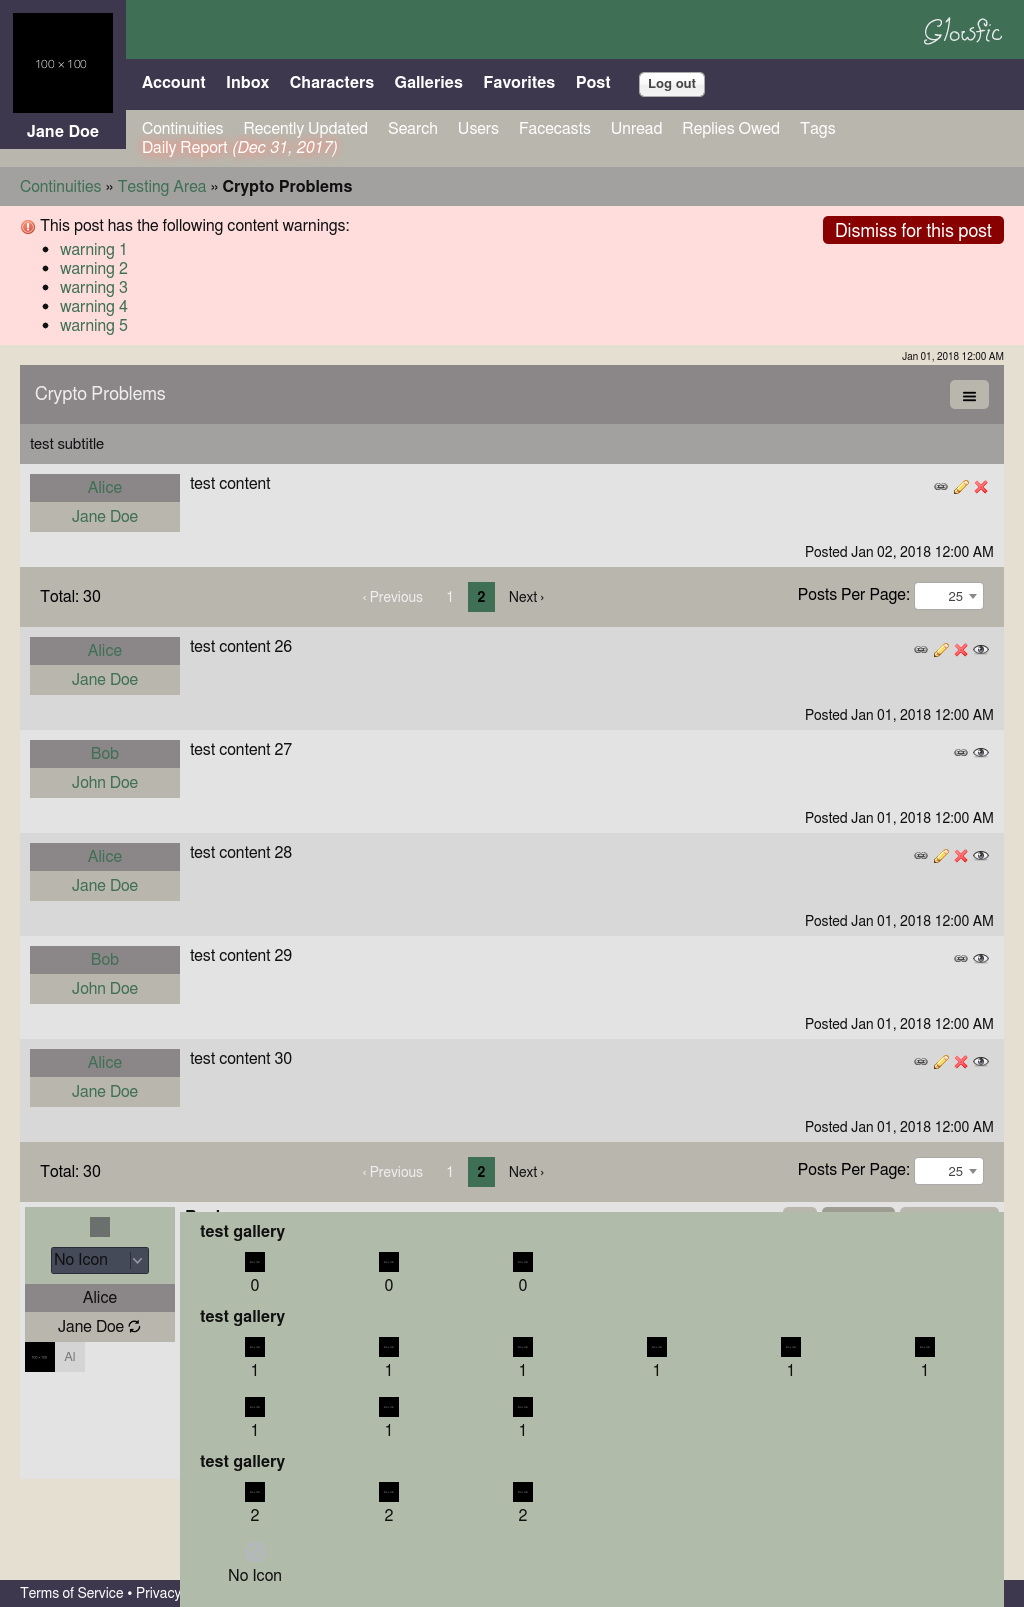 100 × 100
Glowfic
Account Inbox Characters Galleries Favorites Post Log out
Jane Doe
Continuities Recently Updated Search Users Facecasts Unread Replies Owed Tags
Daily Report (Dec 31, 2017)
Continuities » Testing Area » Crypto Problems
This post has the following content warnings:
Dismiss for this post
• warning 1
• warning 2
• warning 3
• warning 4
• warning 5
Jan 01, 2018 12:00 AM
Crypto Problems
test subtitle
Alice
test content
Jane Doe
Posted Jan 02, 2018 12:00 AM
Total: 30 ‹ Previous 1 2 Next › Posts Per Page: 25
Alice
test content 26
Jane Doe
Posted Jan 01, 2018 12:00 AM
Bob
test content 27
John Doe
Posted Jan 01, 2018 12:00 AM
Alice
test content 28
Jane Doe
Posted Jan 01, 2018 12:00 AM
Bob
test content 29
John Doe
Posted Jan 01, 2018 12:00 AM
Alice
test content 30
Jane Doe
Posted Jan 01, 2018 12:00 AM
Total: 30 ‹ Previous 1 2 Next › Posts Per Page: 25
No Icon
Alice
Jane Doe
Al
test gallery
0 0 0
test gallery
1 1 1 1 1 1
1 1 1
test gallery
2 2 2
No Icon
Terms of Service • Privacy